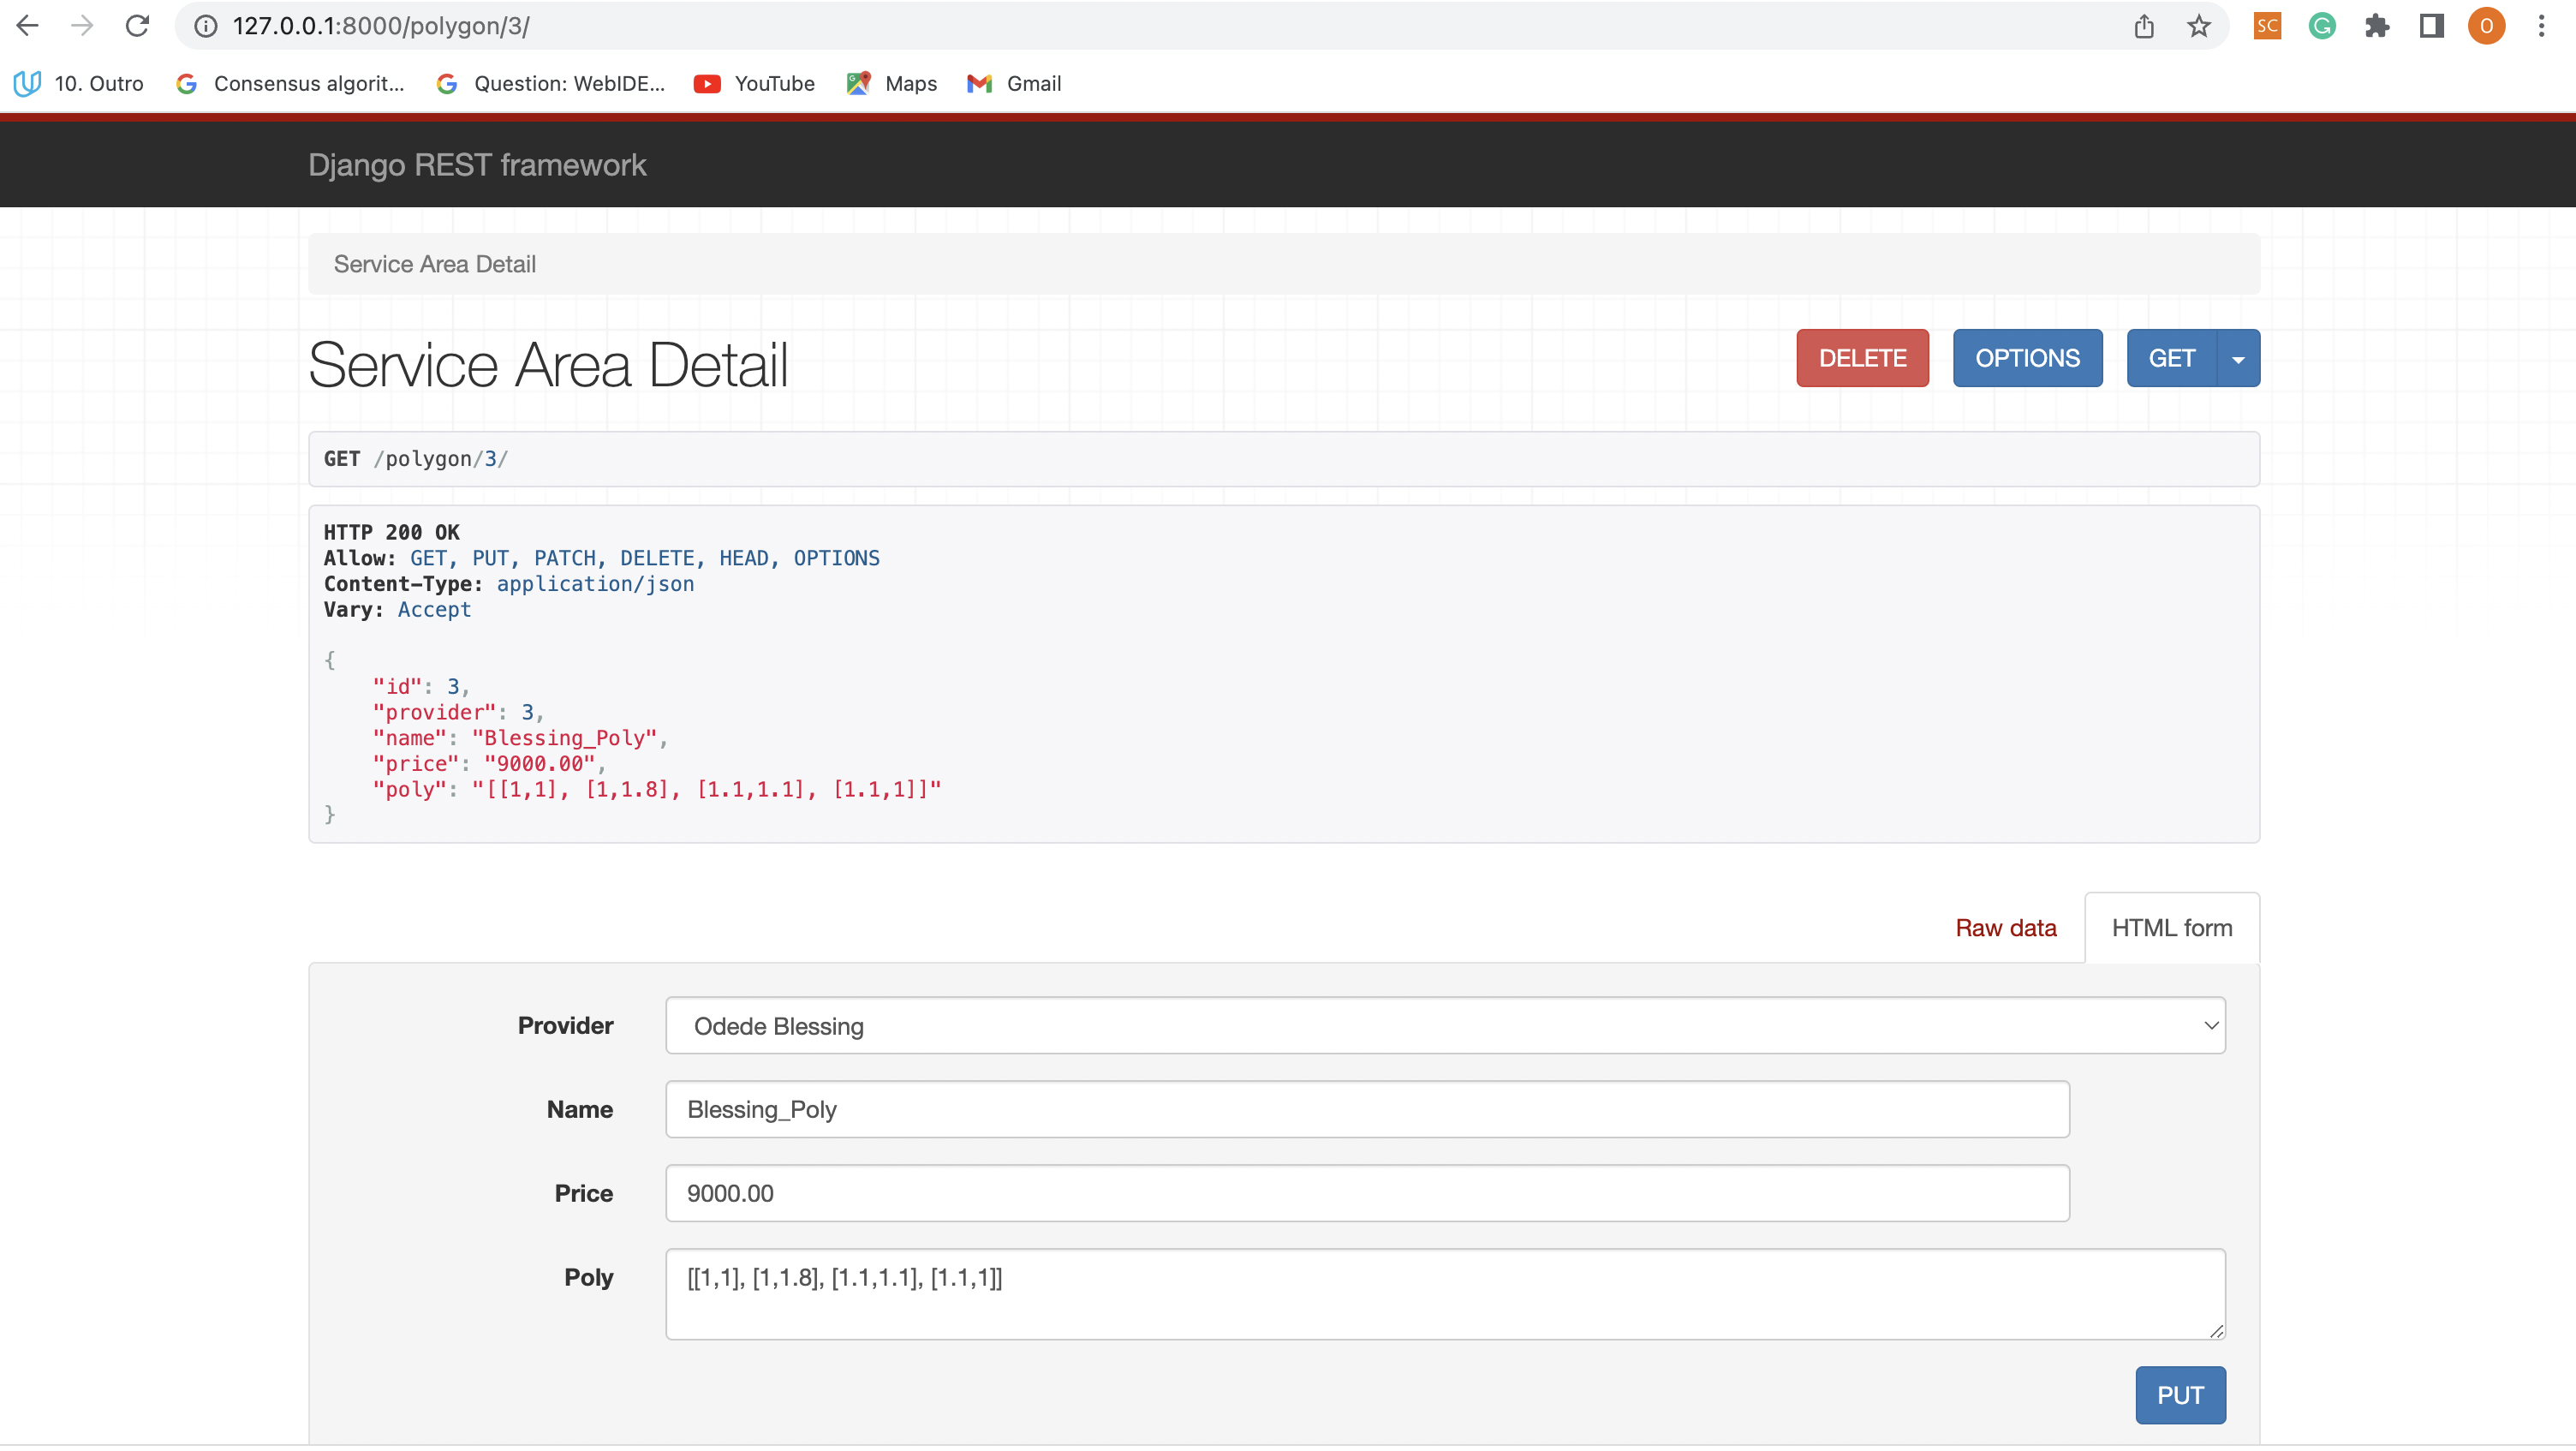 127.0.0.1:8000/polygon/3/
SC
G
O
10. Outro
Consensus algorit...
Question: WebIDE...
YouTube
Maps
Gmail
Django REST framework
Service Area Detail
Service Area Detail
DELETE
OPTIONS
GET
GET /polygon/3/
HTTP 200 OK
Allow: GET, PUT, PATCH, DELETE, HEAD, OPTIONS
Content-Type: application/json
Vary: Accept
{
"id": 3,
"provider": 3,
"name": "Blessing_Poly",
"price": "9000.00",
"poly": "[[1,1], [1,1.8], [1.1,1.1], [1.1,1]]"
}
Raw data
HTML form
Provider
Odede Blessing
Name
Blessing_Poly
Price
9000.00
Poly
[[1,1], [1,1.8], [1.1,1.1], [1.1,1]]
PUT